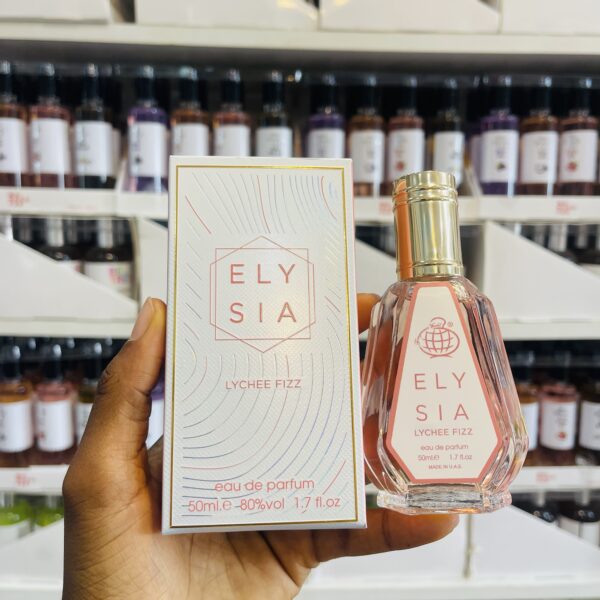 ELY
SIA
LYCHEE FIZZ
eau de parfum
50ml.e 80%vol 1.7 fl.oz
ELY
SIA
LYCHEE FIZZ
eau de parfum
50ml℮ 1.7 fl.oz
MADE IN U.A.E.